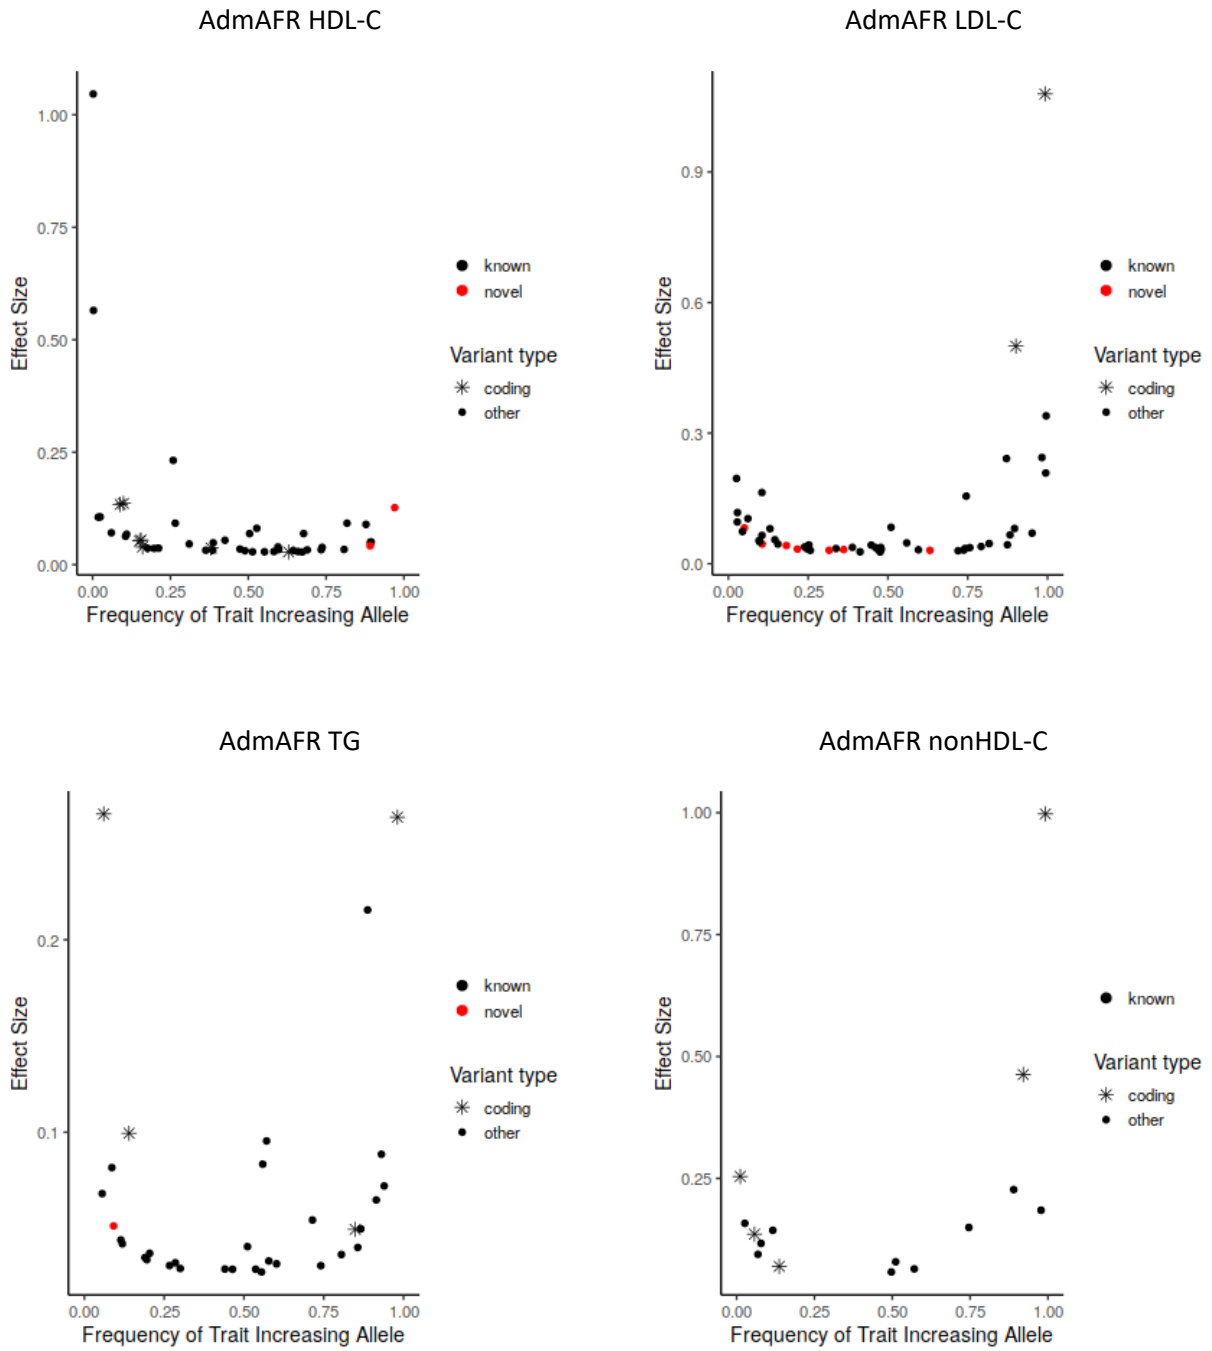 AdmAFR HDL-C
1.00
0.75
0.50
0.25
0.00
Effect Size
0.00 0.25 0.50 0.75 1.00
Frequency of Trait Increasing Allele
known
novel
Variant type
coding
other
AdmAFR LDL-C
0.9
0.6
0.3
0.0
Effect Size
0.00 0.25 0.50 0.75 1.00
Frequency of Trait Increasing Allele
known
novel
Variant type
coding
other
AdmAFR TG
0.2
0.1
Effect Size
0.00 0.25 0.50 0.75 1.00
Frequency of Trait Increasing Allele
known
novel
Variant type
coding
other
AdmAFR nonHDL-C
1.00
0.75
0.50
0.25
Effect Size
0.00 0.25 0.50 0.75 1.00
Frequency of Trait Increasing Allele
known
Variant type
coding
other